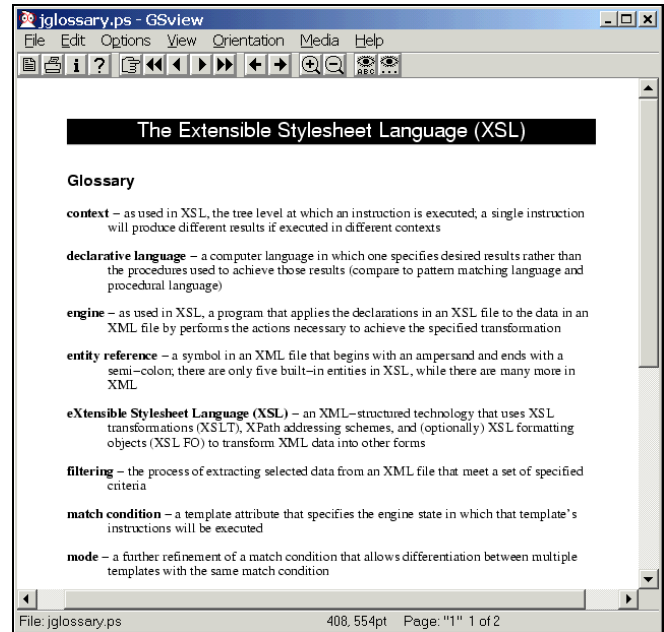 jglossary.ps - GSview
File Edit Options View Orientation Media Help
The Extensible Stylesheet Language (XSL)
Glossary
context – as used in XSL, the tree level at which an instruction is executed; a single instruction
will produce different results if executed in different contexts
declarative language – a computer language in which one specifies desired results rather than
the procedures used to achieve those results (compare to pattern matching language and
procedural language)
engine – as used in XSL, a program that applies the declarations in an XSL file to the data in an
XML file by performs the actions necessary to achieve the specified transformation
entity reference – a symbol in an XML file that begins with an ampersand and ends with a
semi–colon; there are only five built–in entities in XSL, while there are many more in
XML
eXtensible Stylesheet Language (XSL) – an XML–structured technology that uses XSL
transformations (XSLT), XPath addressing schemes, and (optionally) XSL formatting
objects (XSL FO) to transform XML data into other forms
filtering – the process of extracting selected data from an XML file that meet a set of specified
criteria
match condition – a template attribute that specifies the engine state in which that template's
instructions will be executed
mode – a further refinement of a match condition that allows differentiation between multiple
templates with the same match condition
File: jglossary.ps 408, 554pt Page: "1" 1 of 2